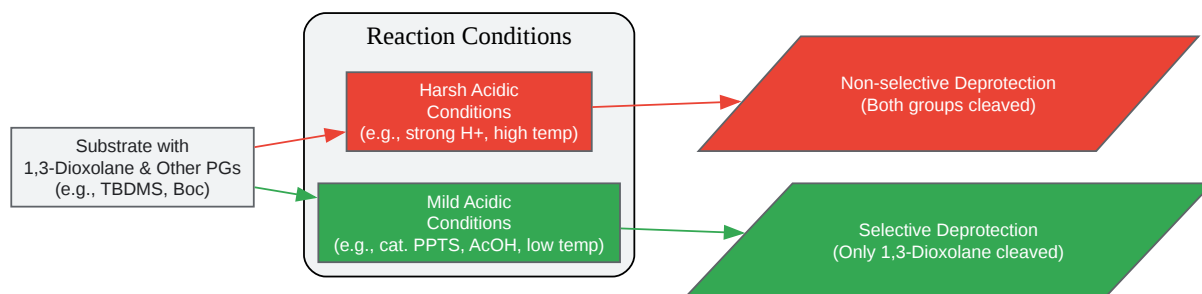 Reaction Conditions
Substrate with
1,3-Dioxolane & Other PGs
(e.g., TBDMS, Boc)
Harsh Acidic
Conditions
(e.g., strong H+, high temp)
Non-selective Deprotection
(Both groups cleaved)
Mild Acidic
Conditions
(e.g., cat. PPTS, AcOH, low temp)
Selective Deprotection
(Only 1,3-Dioxolane cleaved)